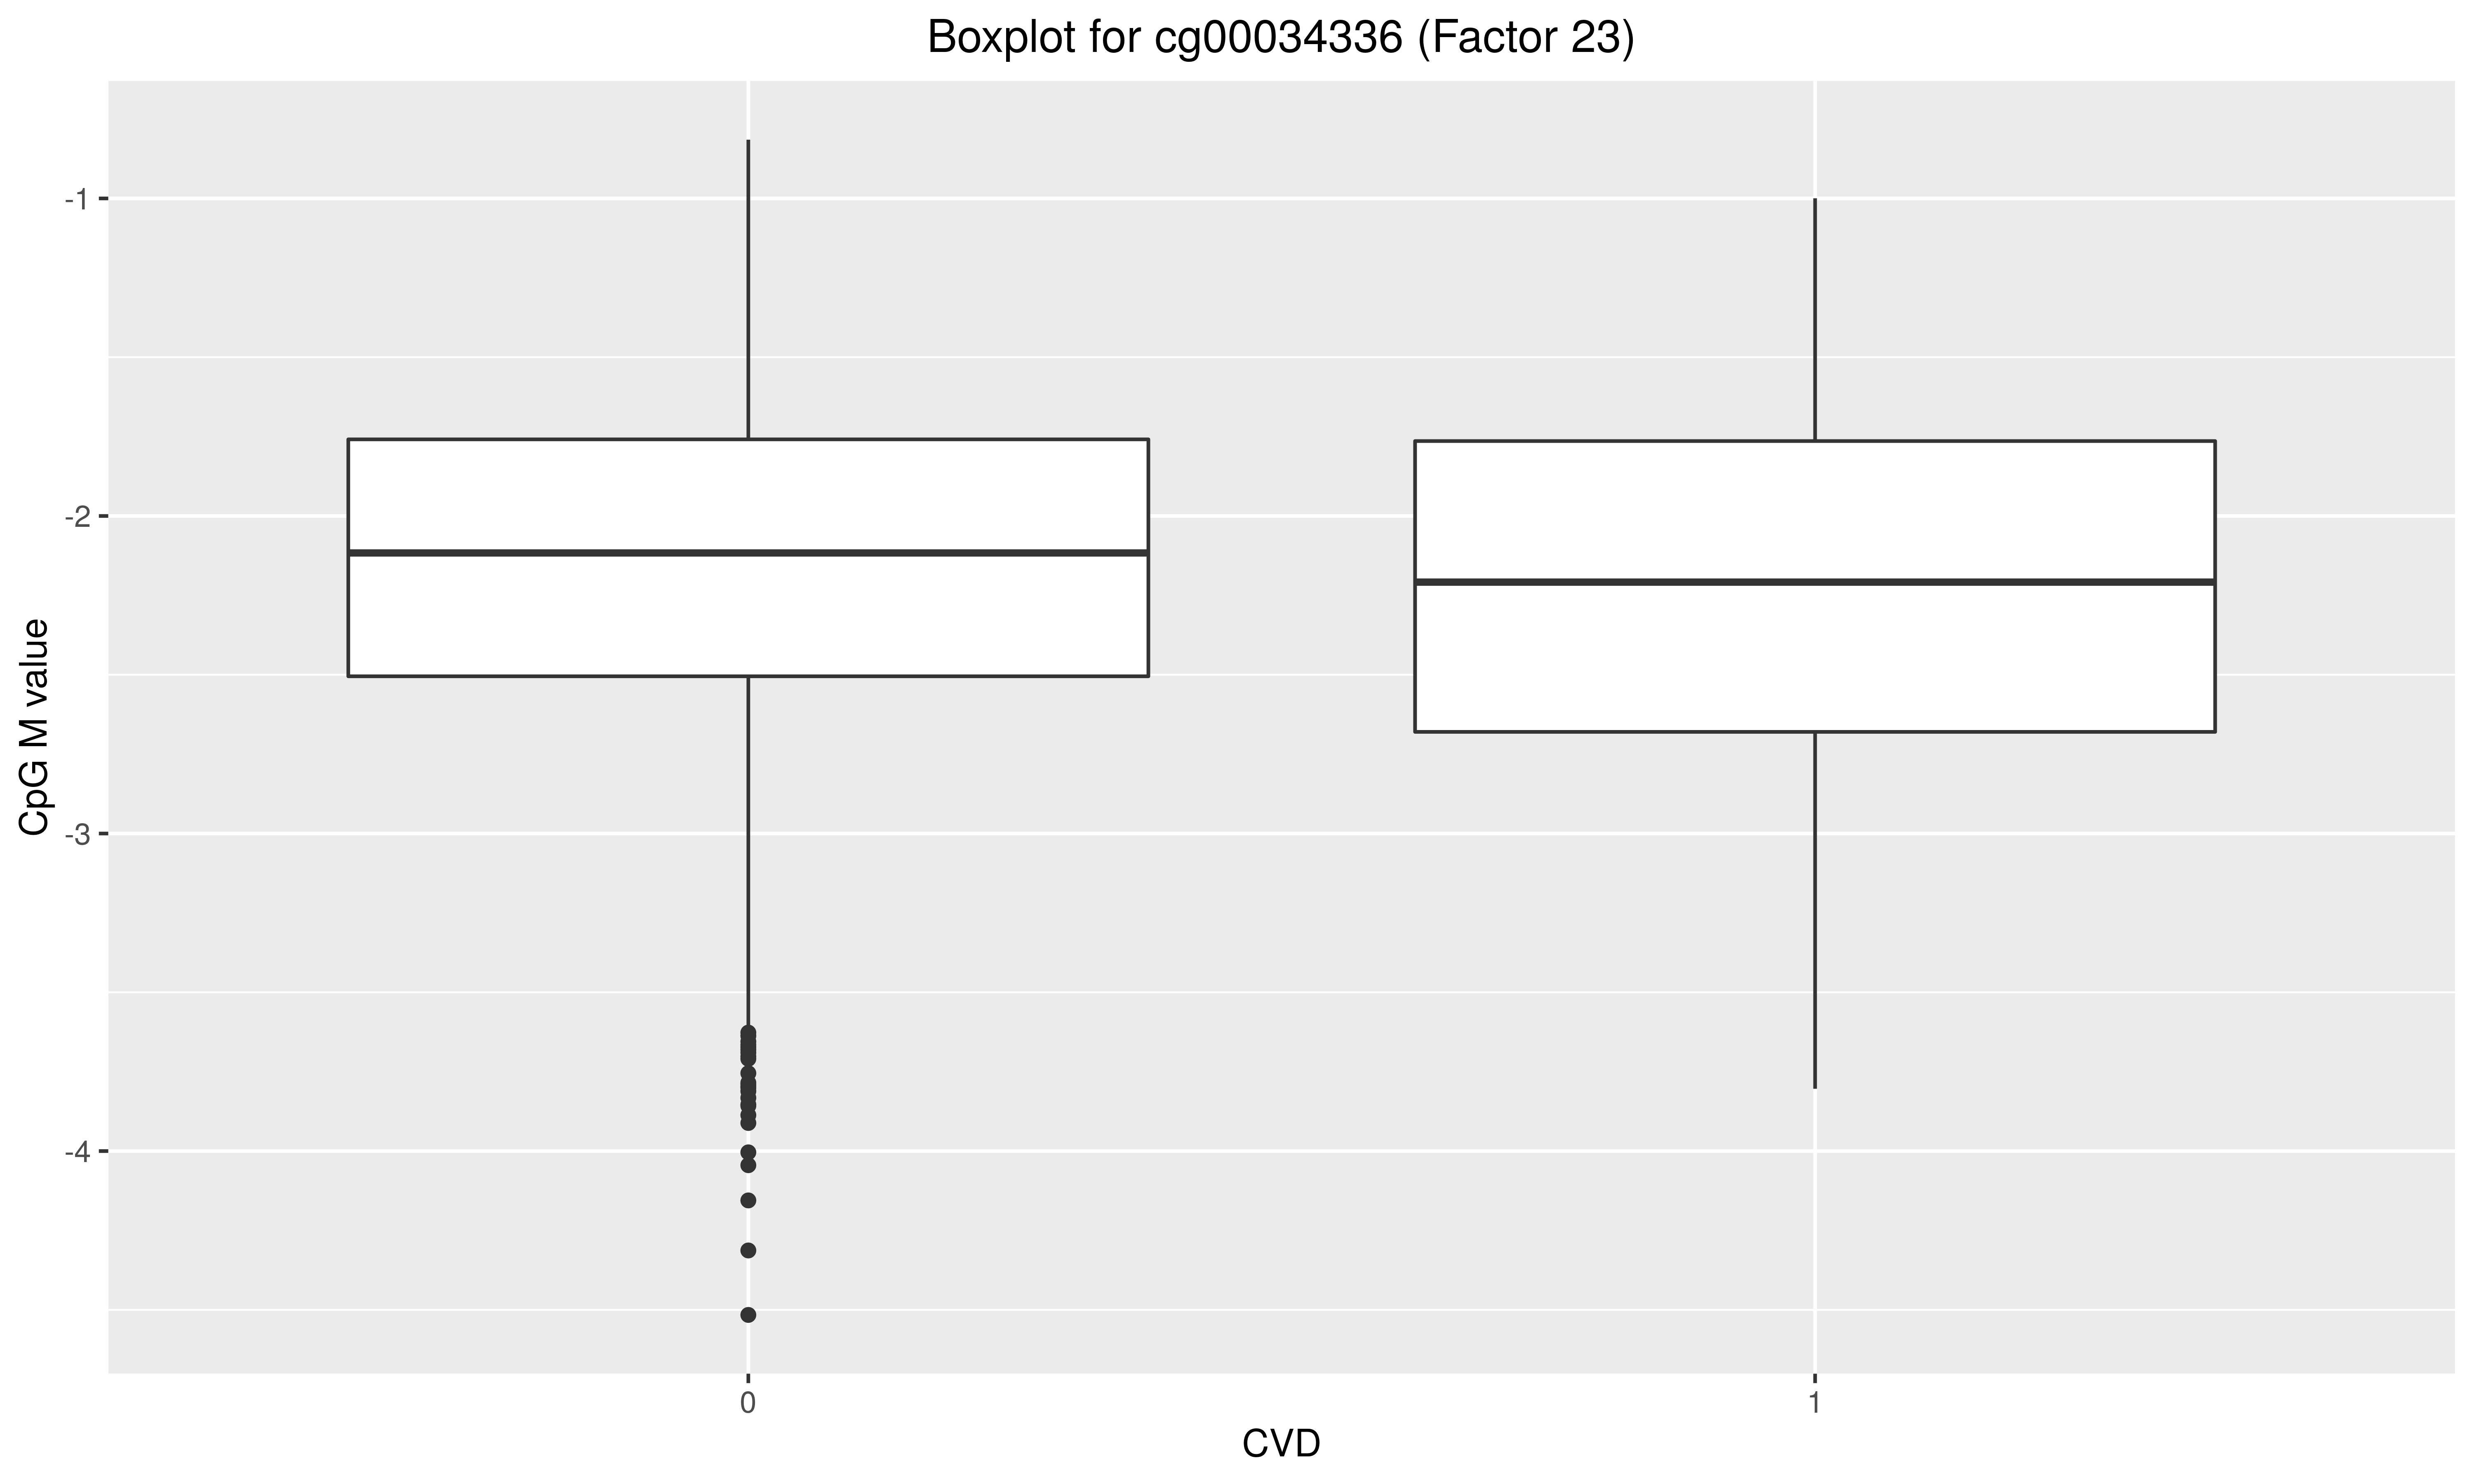 Boxplot for cg00034336 (Factor 23)
CpG M value
-1
-2
-3
-4
0
1
CVD